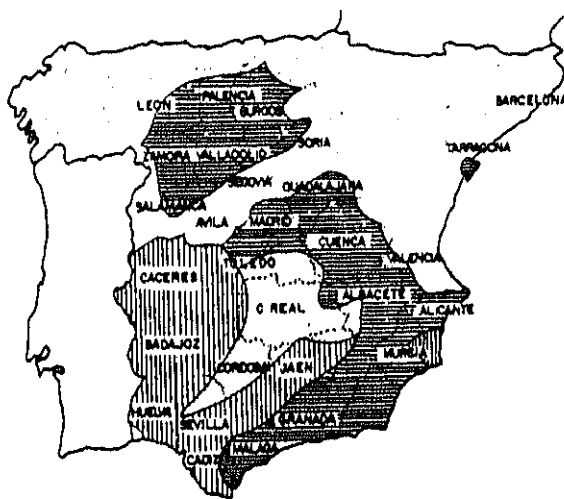 LEON
PALENCIA
BURGOS
BARCELONA
SORIA
TARRAGONA
ZAMORA VALLADOLID
SEGOVIA
GUADALAJARA
SALAMANCA
AVILA
MADRID
CUENCA
VALENCIA
TOLEDO
CACERES
ALBACETE
C REAL
ALICANTE
BADAJOZ
MURCIA
CORDOBA
JAEN
HUELVA
SEVILLA
GRANADA
MALAGA
CADIZ